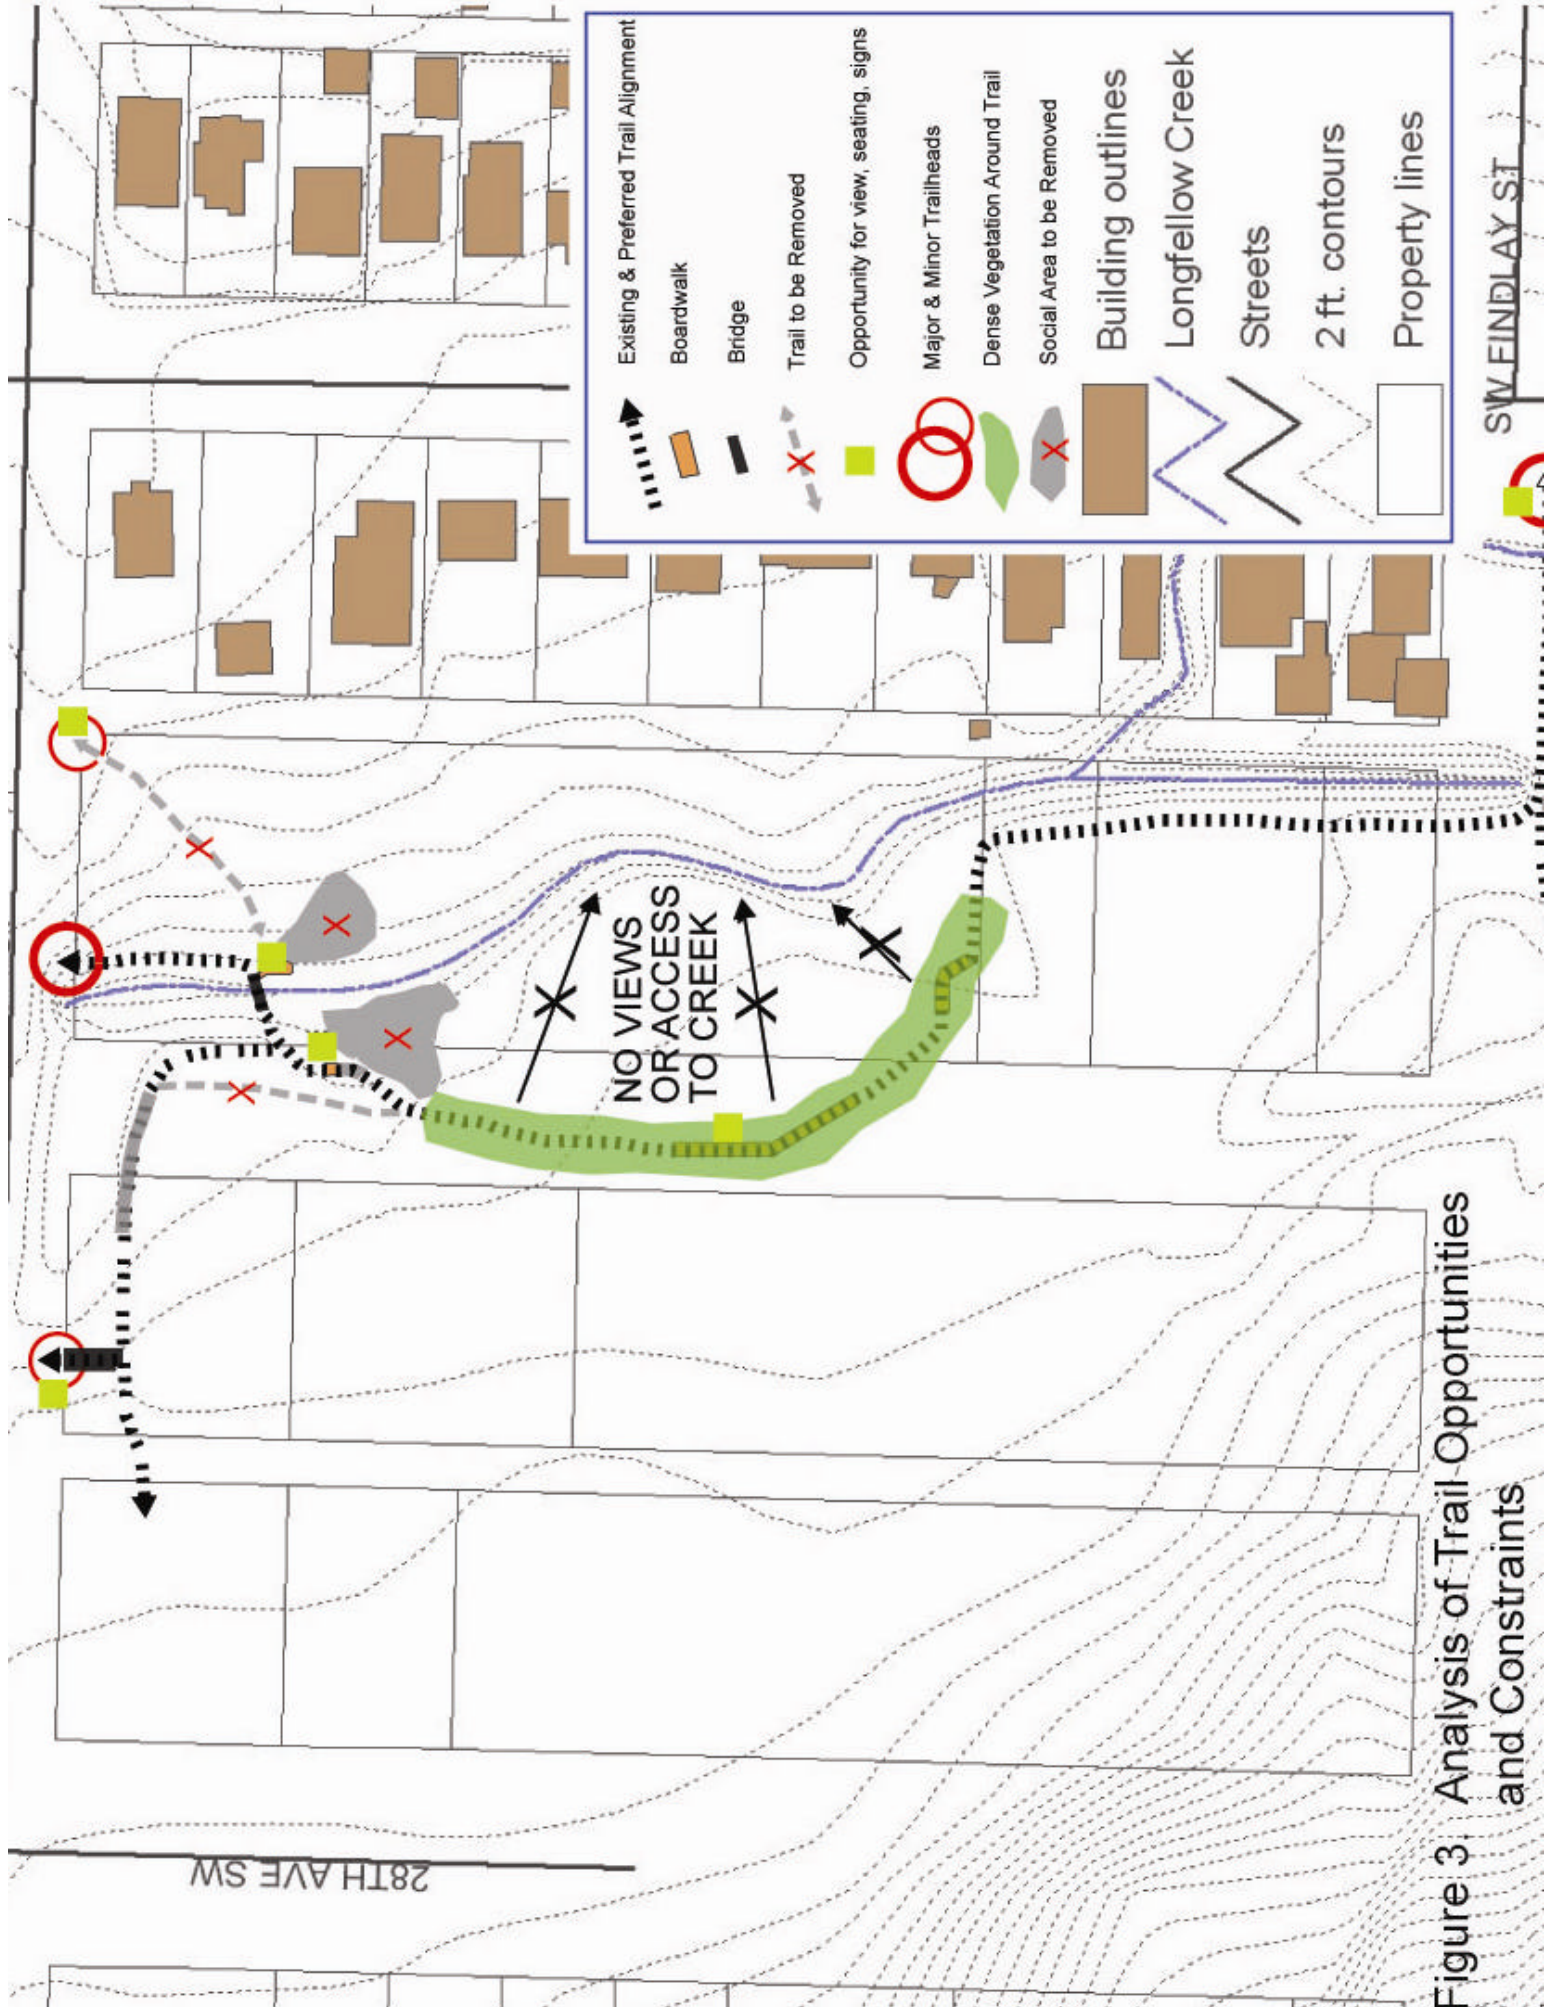 Existing & Preferred Trail Alignment
Boardwalk
Bridge
Trail to be Removed
Opportunity for view, seating, signs
Major & Minor Trailheads
Dense Vegetation Around Trail
Social Area to be Removed
Building outlines
Longfellow Creek
Streets
2 ft. contours
Property lines
NO VIEWS
OR ACCESS
TO CREEK
28TH AVE SW
SW FINDLAY ST
4
Figure 3. Analysis of Trail Opportunities
and Constraints